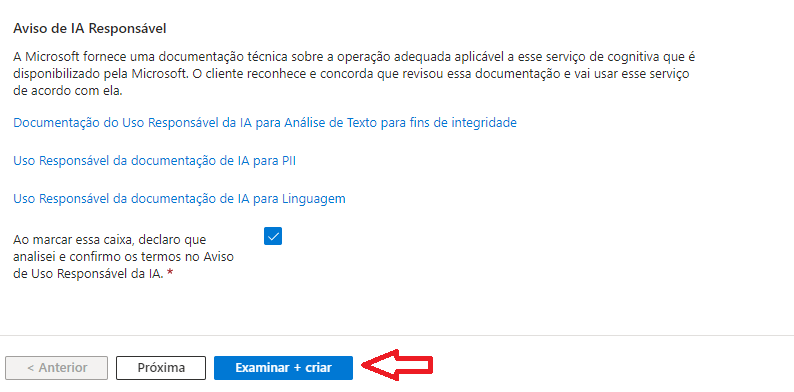 Aviso de IA Responsável
A Microsoft fornece uma documentação técnica sobre a operação adequada aplicável a esse serviço de cognitiva que é
disponibilizado pela Microsoft. O cliente reconhece e concorda que revisou essa documentação e vai usar esse serviço
de acordo com ela.
Documentação do Uso Responsável da IA para Análise de Texto para fins de integridade
Uso Responsável da documentação de IA para PII
Uso Responsável da documentação de IA para Linguagem
Ao marcar essa caixa, declaro que
analisei e confirmo os termos no Aviso
de Uso Responsável da IA. *
< Anterior
Próxima
Examinar + criar